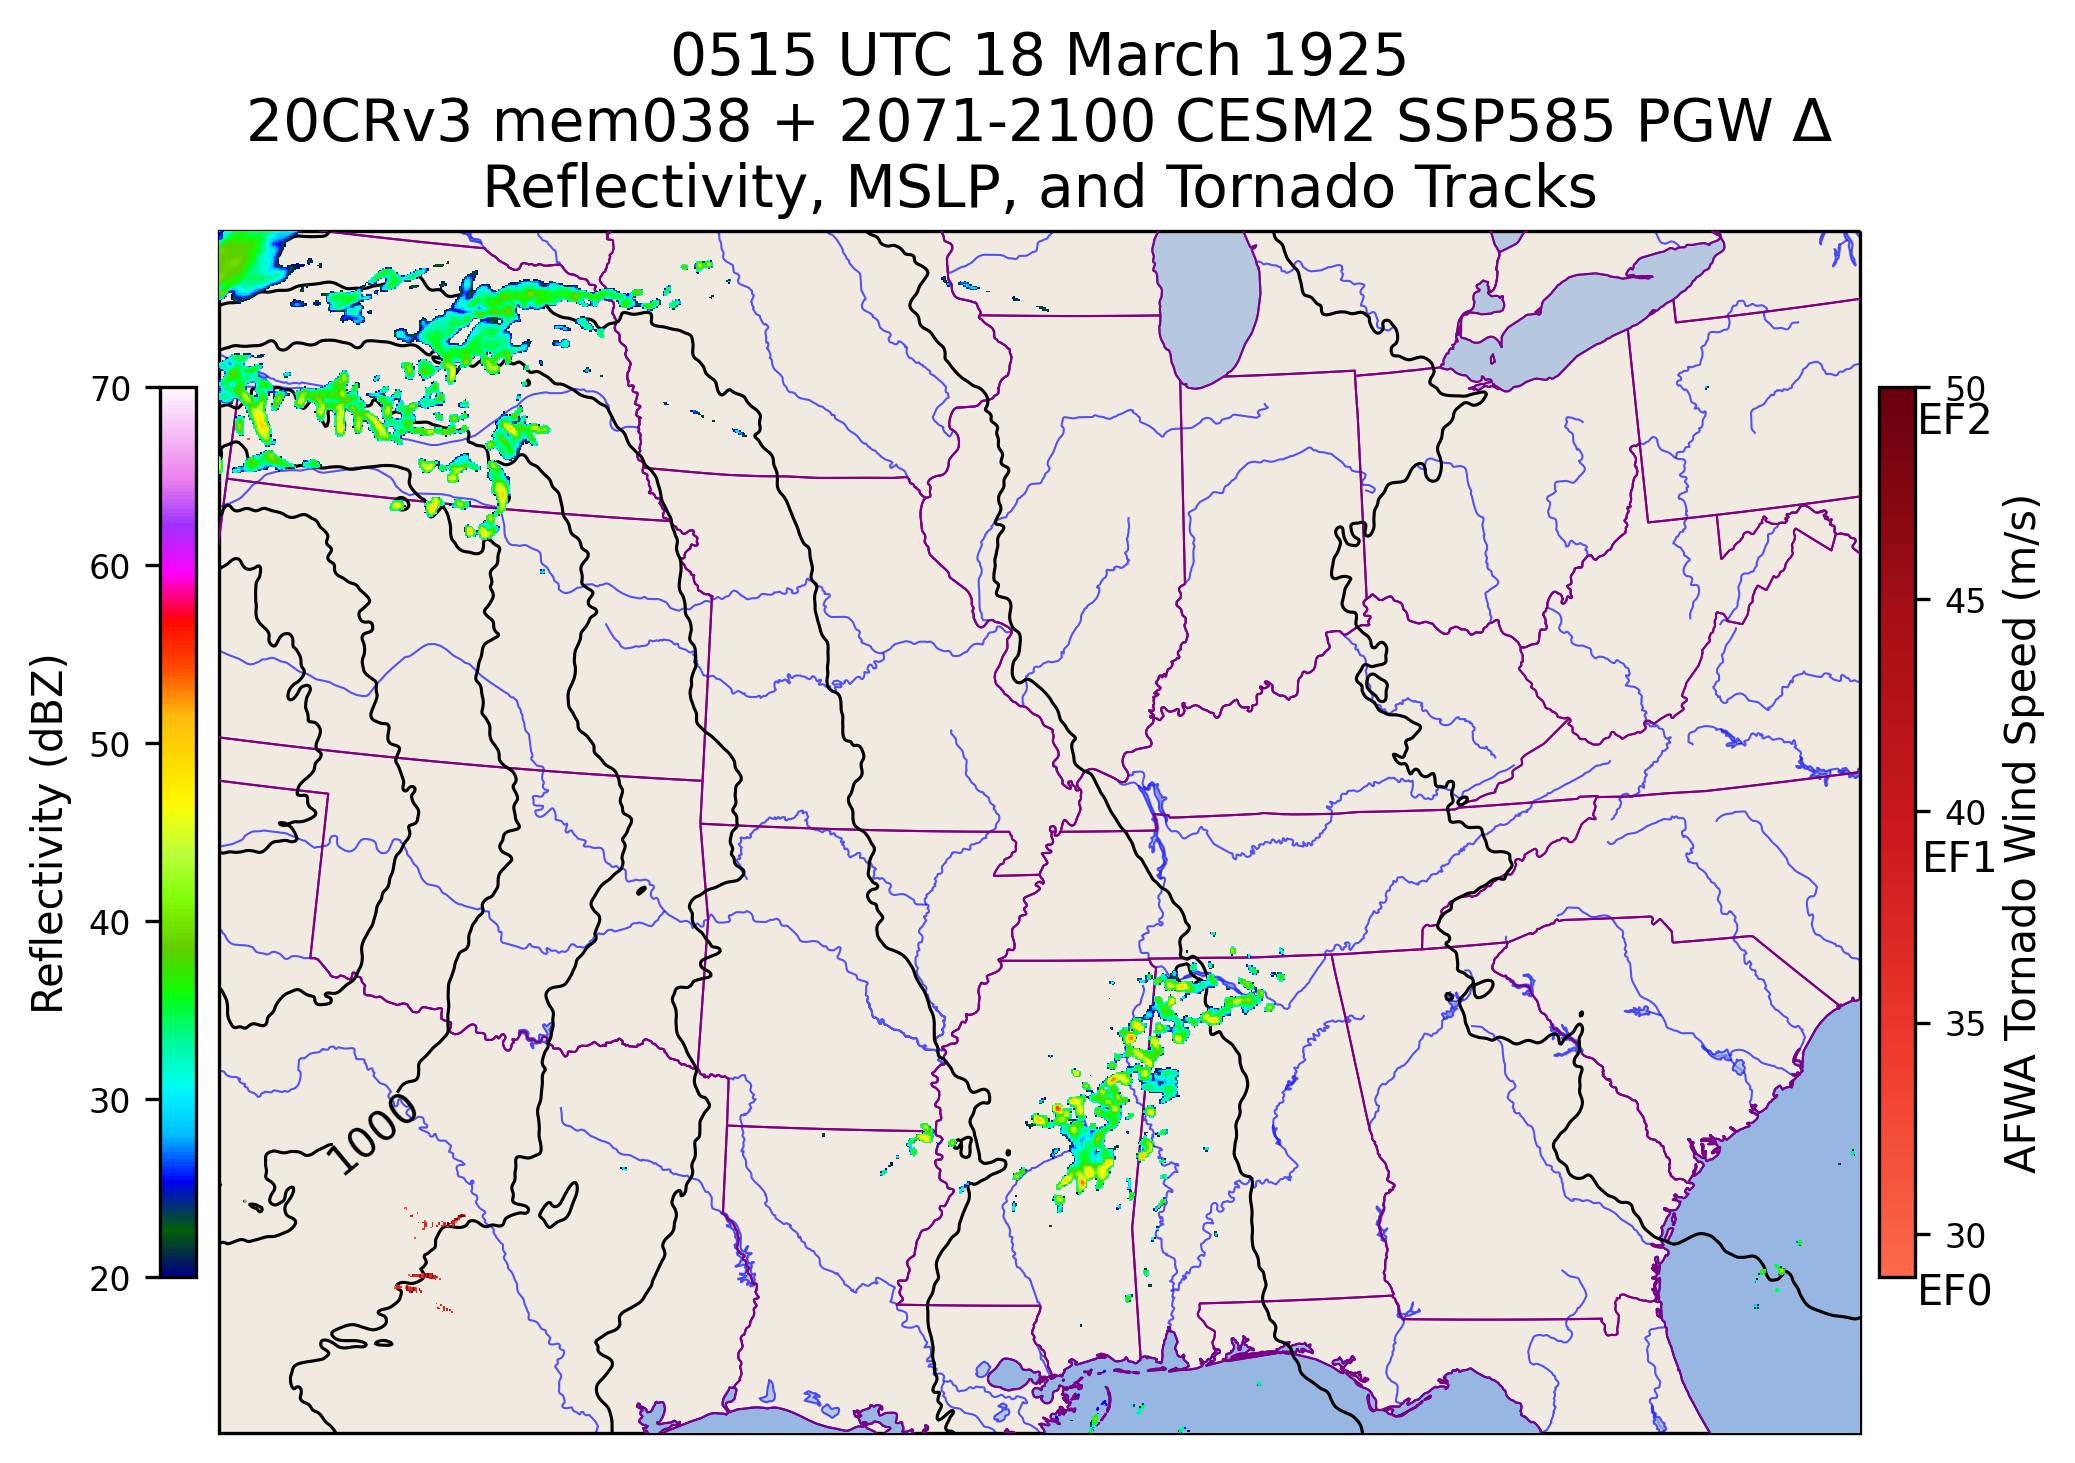 0515 UTC 18 March 1925
20CRv3 mem038 + 2071-2100 CESM2 SSP585 PGW Δ
Reflectivity, MSLP, and Tornado Tracks
Reflectivity (dBZ)
70
60
50
40
30
20
1000
50
EF2
45
40
EF1
35
30
EF0
AFWA Tornado Wind Speed (m/s)